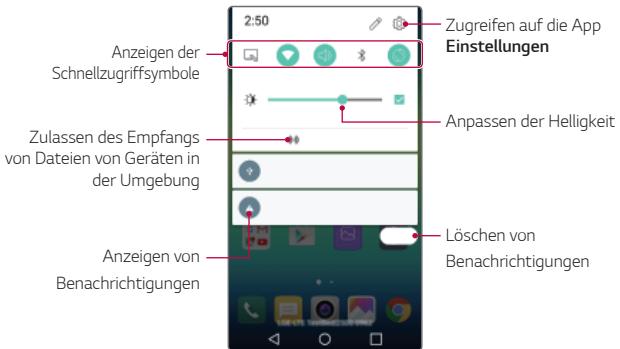 2:50
Zugreifen auf die App
Einstellungen
Anzeigen der
Schnellzugriffsymbole
Anpassen der Helligkeit
Zulassen des Empfangs
von Dateien von Geräten in
der Umgebung
Anzeigen von
Benachrichtigungen
Löschen von
Benachrichtigungen